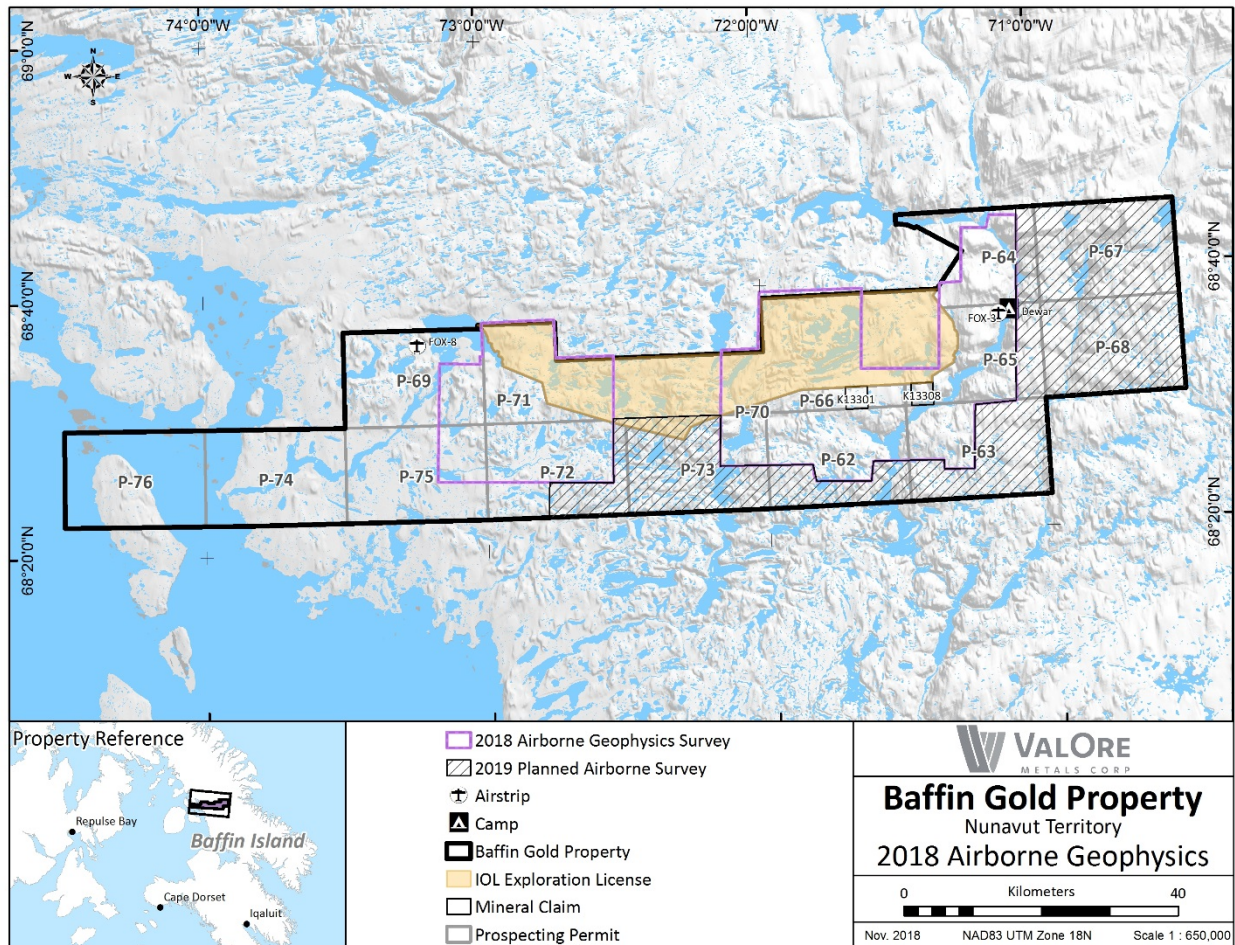 74°0'0"W
73°0'0"W
72°0'0"W
71°0'0"W
69°0'0"N
N
W
E
S
68°40'0"N
68°40'0"N
68°20'0"N
68°20'0"N
P-64
P-67
FOX-3
Dewar
FOX-8
P-65
P-68
P-69
P-71
P-70
P-66
K13301
K13308
P-76
P-74
P-75
P-72
P-73
P-62
P-63
Property Reference
Repulse Bay
Baffin Island
Cape Dorset
Iqaluit
2018 Airborne Geophysics Survey
2019 Planned Airborne Survey
Airstrip
Camp
Baffin Gold Property
IOL Exploration License
Mineral Claim
Prospecting Permit
VALORE
METALS CORP
Baffin Gold Property
Nunavut Territory
2018 Airborne Geophysics
0 Kilometers 40
Nov. 2018 NAD83 UTM Zone 18N Scale 1 : 650,000